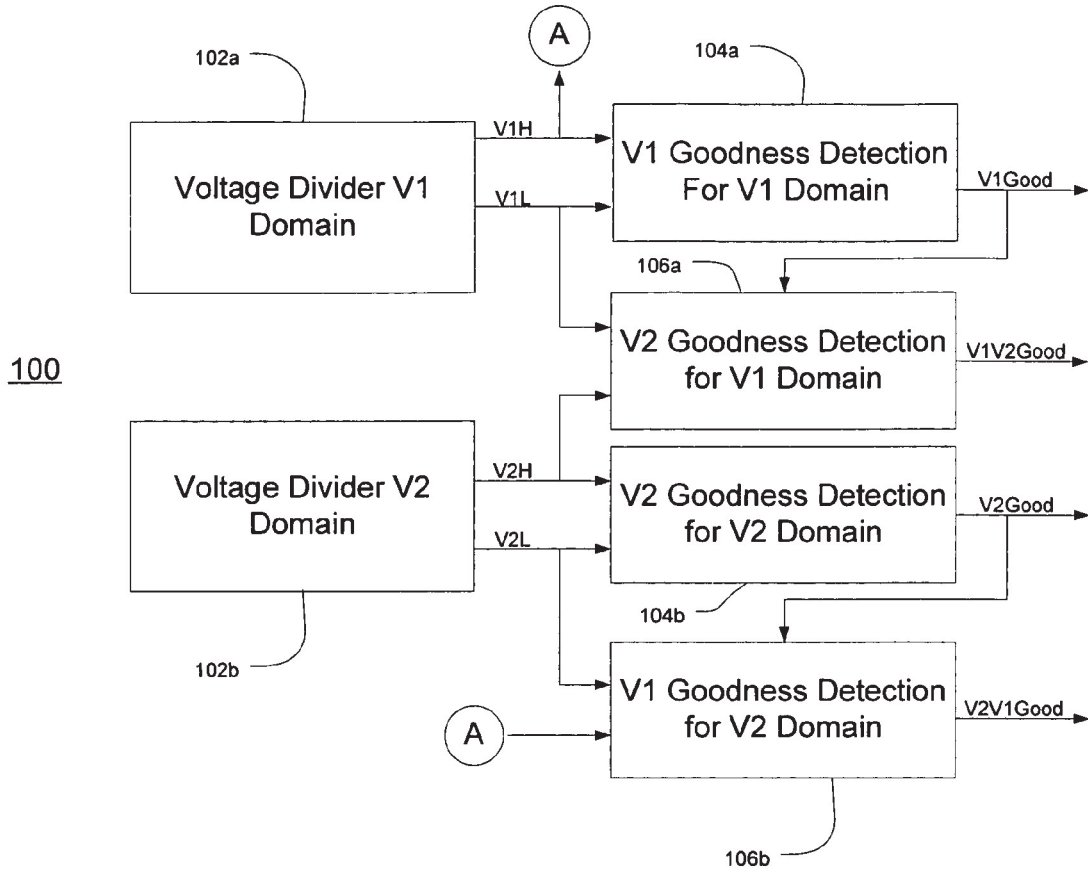 A
102a
104a
V1H
Voltage Divider V1
Domain
V1L
V1 Goodness Detection
For V1 Domain
V1Good
106a
V2 Goodness Detection
for V1 Domain
V1V2Good
100
Voltage Divider V2
Domain
V2H
V2L
V2 Goodness Detection
for V2 Domain
V2Good
104b
102b
A
V1 Goodness Detection
for V2 Domain
V2V1Good
106b